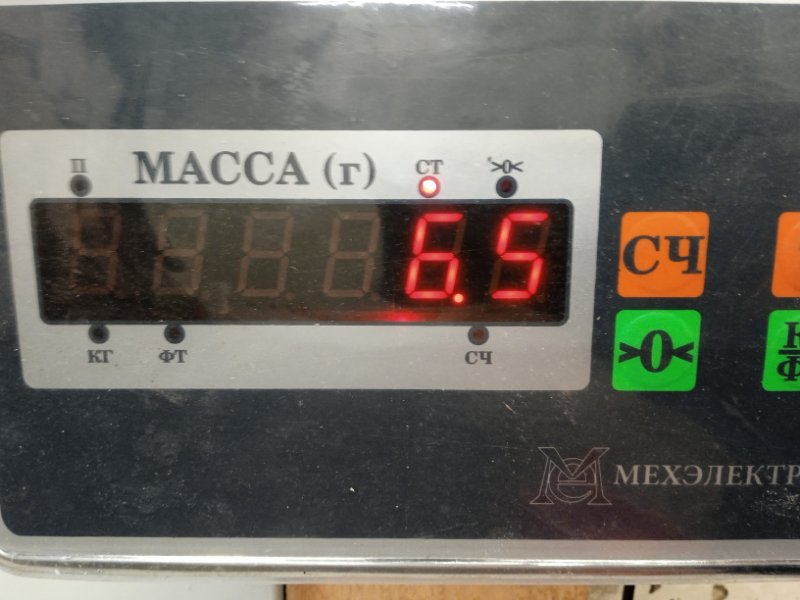 П МАССА (г) СТ >0<
6.5
КГ ФТ СЧ
СЧ
>0<
МЕХЭЛЕКТР